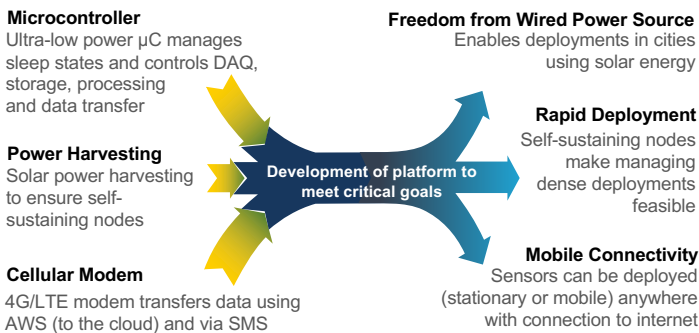 Microcontroller
Ultra-low power µC manages
sleep states and controls DAQ,
storage, processing
and data transfer
Power Harvesting
Solar power harvesting
to ensure self-
sustaining nodes
Cellular Modem
4G/LTE modem transfers data using
AWS (to the cloud) and via SMS
Development of platform to
meet critical goals
Freedom from Wired Power Source
Enables deployments in cities
using solar energy
Rapid Deployment
Self-sustaining nodes
make managing
dense deployments
feasible
Mobile Connectivity
Sensors can be deployed
(stationary or mobile) anywhere
with connection to internet